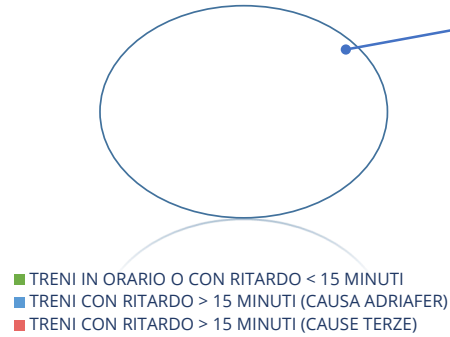 TRENI IN ORARIO O CON RITARDO < 15 MINUTI
TRENI CON RITARDO > 15 MINUTI (CAUSA ADRIAFER)
TRENI CON RITARDO > 15 MINUTI (CAUSE TERZE)